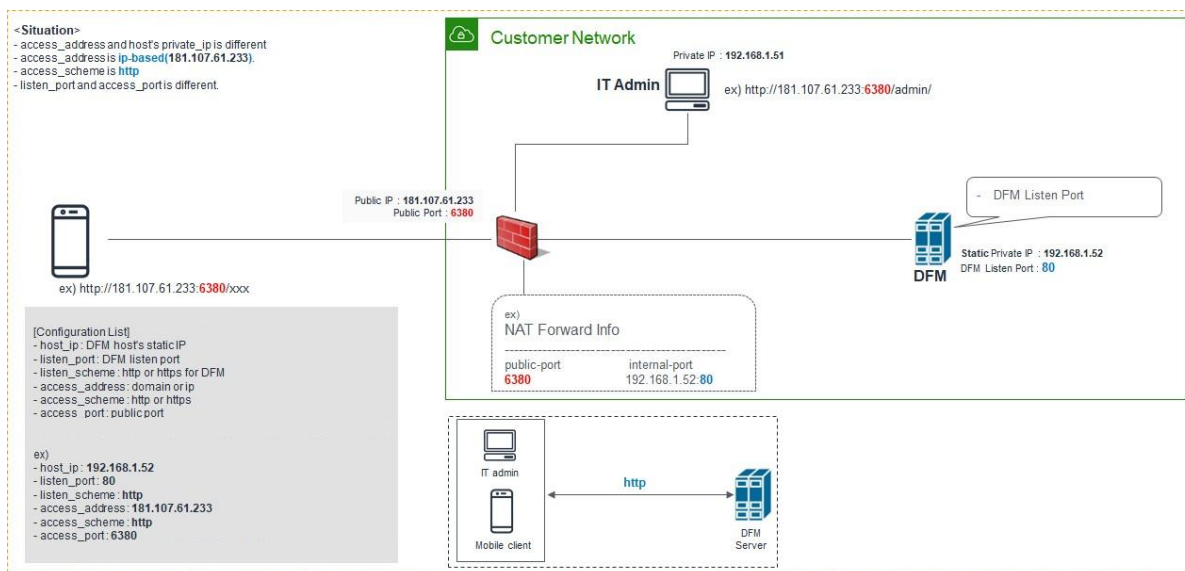 <Situation>
- access_address and host's private_ip is different
- access_address is ip-based(181.107.61.233).
- access_scheme is http
- listen_port and access_port is different.
Customer Network
Private IP : 192.168.1.51
IT Admin
ex) http://181.107.61.233:6380/admin/
Public IP : 181.107.61.233
Public Port : 6380
- DFM Listen Port
Static Private IP : 192.168.1.52
DFM Listen Port : 80
DFM
ex) http://181.107.61.233:6380/xxx
ex)
NAT Forward Info
public-port internal-port
6380 192.168.1.52:80
[Configuration List]
- host_ip : DFM host's static IP
- listen_port : DFM listen port
- listen_scheme : http or https for DFM
- access_address : domain or ip
- access_scheme : http or https
- access_port : public port
ex)
- host_ip : 192.168.1.52
- listen_port : 80
- listen_scheme : http
- access_address : 181.107.61.233
- access_scheme : http
- access_port : 6380
IT admin
Mobile client
http
DFM
Server